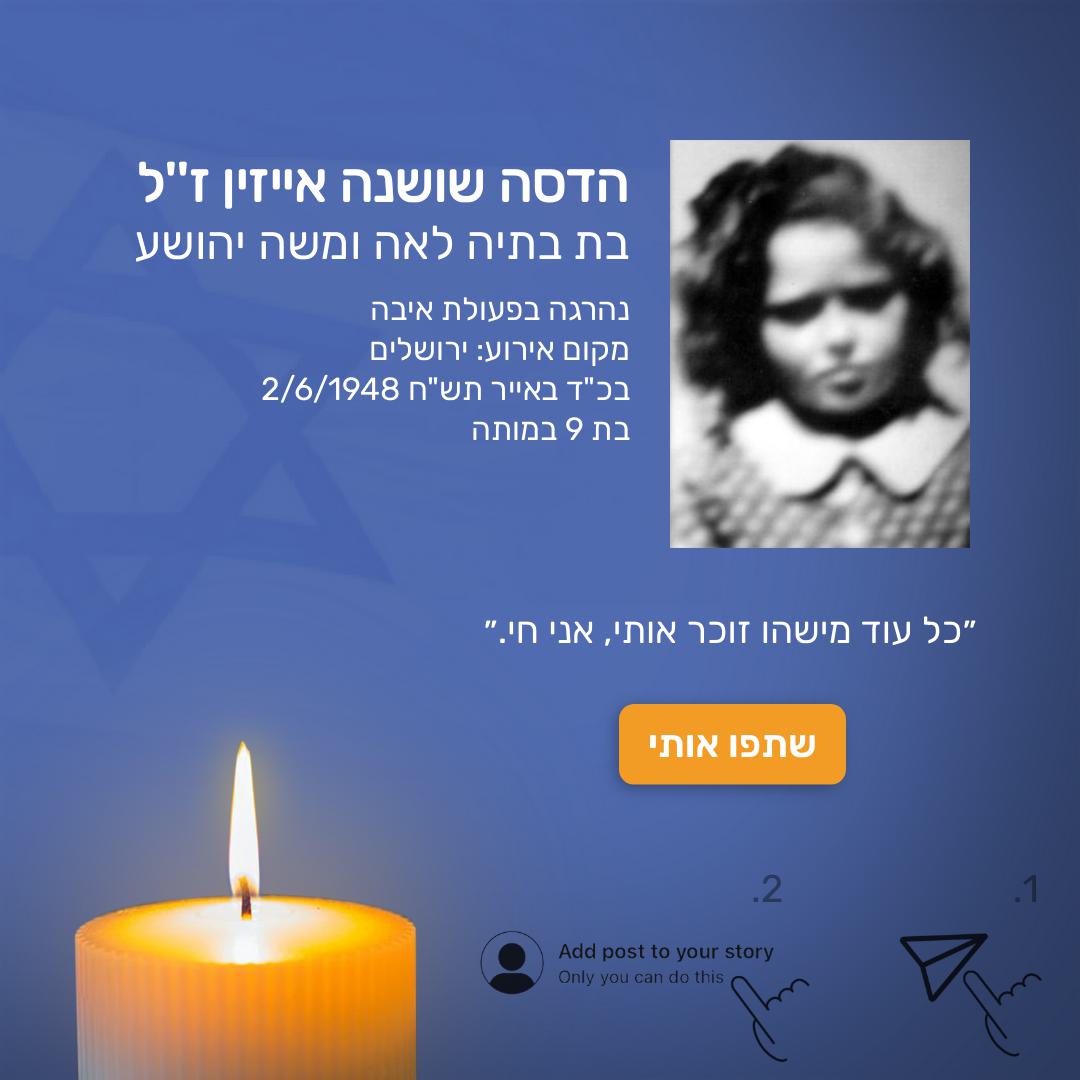 הדסה שושנה אייזין ז"ל
בת בתיה לאה ומשה יהושע
נהרגה בפעולת איבה
מקום אירוע: ירושלים
בכ"ד באייר תש"ח 2/6/1948
בת 9 במותה
״כל עוד מישהו זוכר אותי, אני חי.״
שתפו אותי
1.
2.
Add post to your story
Only you can do this